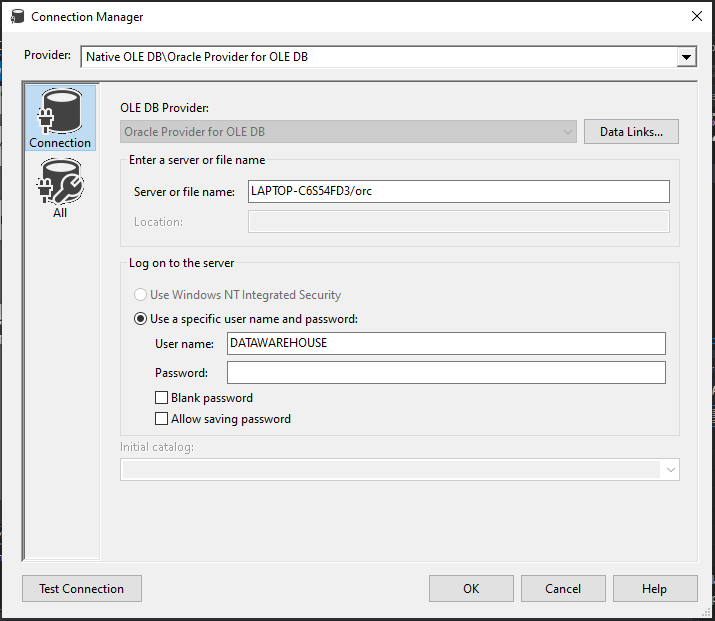 Connection Manager
Provider: Native OLE DB\Oracle Provider for OLE DB
Connection
All
OLE DB Provider:
Oracle Provider for OLE DB Data Links...
Enter a server or file name
Server or file name: LAPTOP-C6S54FD3/orc
Location:
Log on to the server
Use Windows NT Integrated Security
Use a specific user name and password:
User name: DATAWAREHOUSE
Password:
Blank password
Allow saving password
Initial catalog:
Test Connection OK Cancel Help